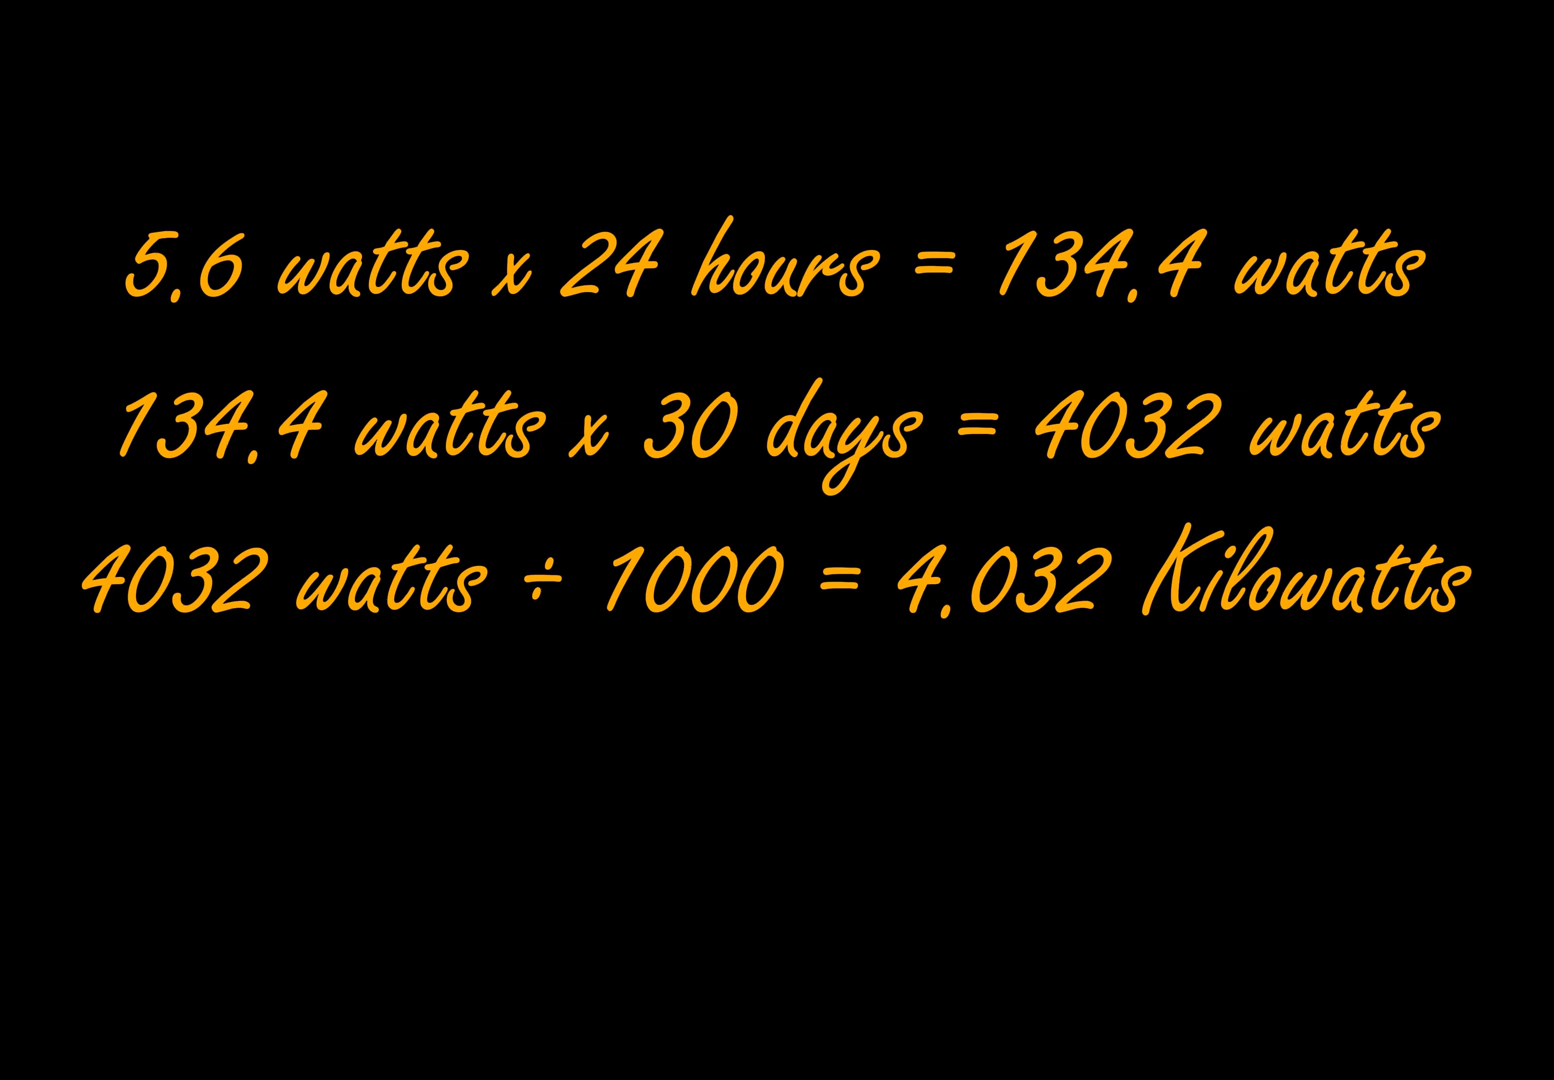 5.6 watts x 24 hours = 134.4 watts
134.4 watts x 30 days = 4032 watts
4032 watts ÷ 1000 = 4.032 Kilowatts